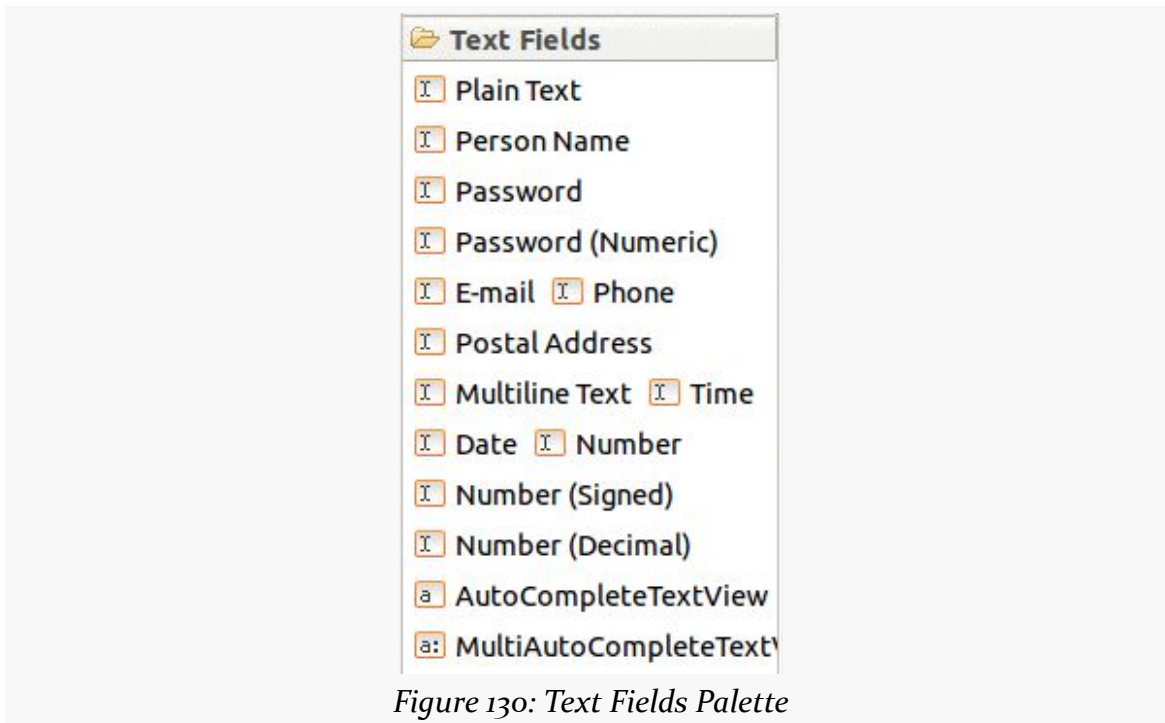 Text Fields
Plain Text
Person Name
Password
Password (Numeric)
E-mail Phone
Postal Address
Multiline Text Time
Date Number
Number (Signed)
Number (Decimal)
AutoCompleteTextView
MultiAutoCompleteText
Figure 130: Text Fields Palette